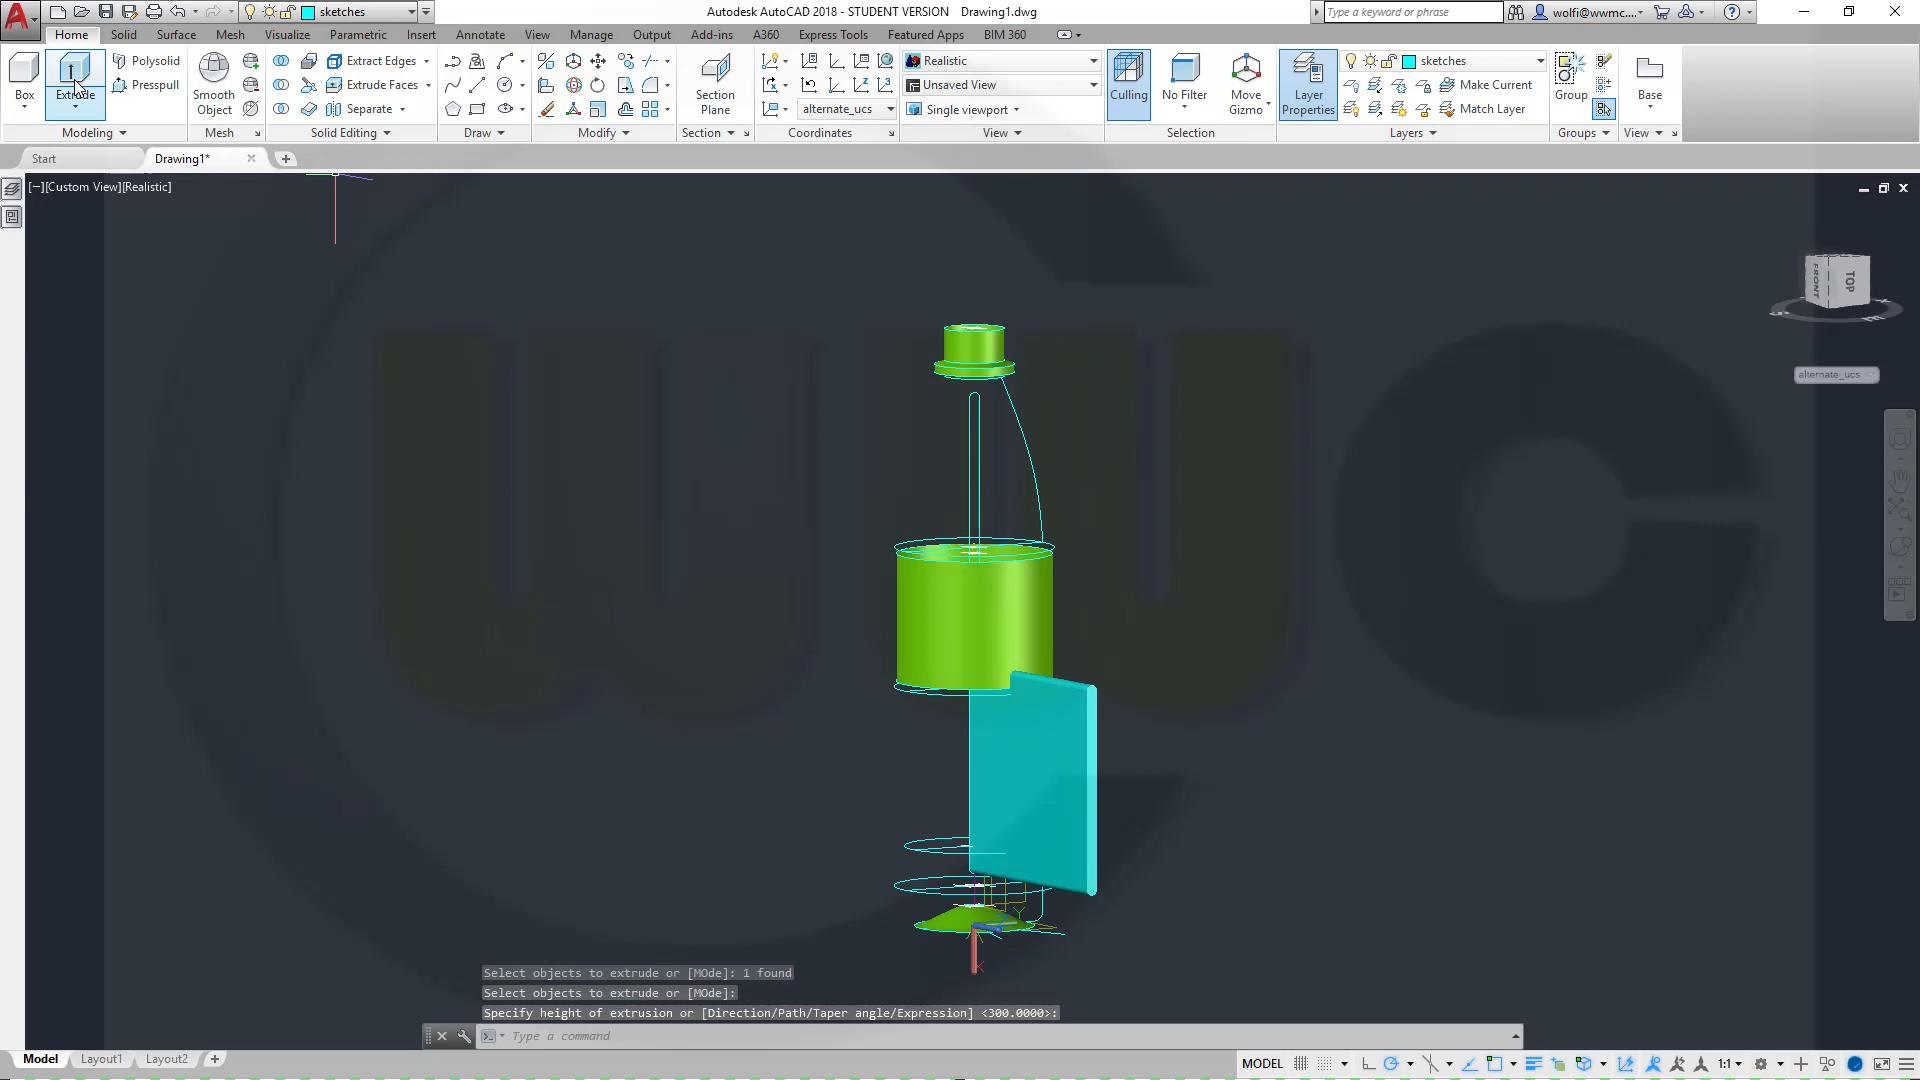 sketches
Autodesk AutoCAD 2018 - STUDENT VERSION Drawing1.dwg
Type a keyword or phrase
wolfi@wwmc....
Home Solid Surface Mesh Visualize Parametric Insert Annotate View Manage Output Add-ins A360 Express Tools Featured Apps BIM 360
Box
Extrude
Polysolid
Presspull
Smooth
Object
Extract Edges
Extrude Faces
Separate
Section
Plane
alternate_ucs
Realistic
Unsaved View
Single viewport
Culling
No Filter
Move
Gizmo
Layer
Properties
sketches
Make Current
Match Layer
Group
Base
Modeling Mesh Solid Editing Draw Modify Section Coordinates View Selection Layers Groups View
Start Drawing1*
[−][Custom View][Realistic]
FRONT
TOP
alternate_ucs
wwc
Select objects to extrude or [MOde]: 1 found
Select objects to extrude or [MOde]:
Specify height of extrusion or [Direction/Path/Taper angle/Expression] <300.0000>:
Type a command
Model Layout1 Layout2
MODEL
1:1